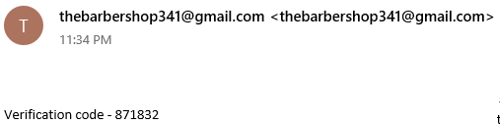 T
thebarbershop341@gmail.com <thebarbershop341@gmail.com>
11:34 PM
Verification code - 871832